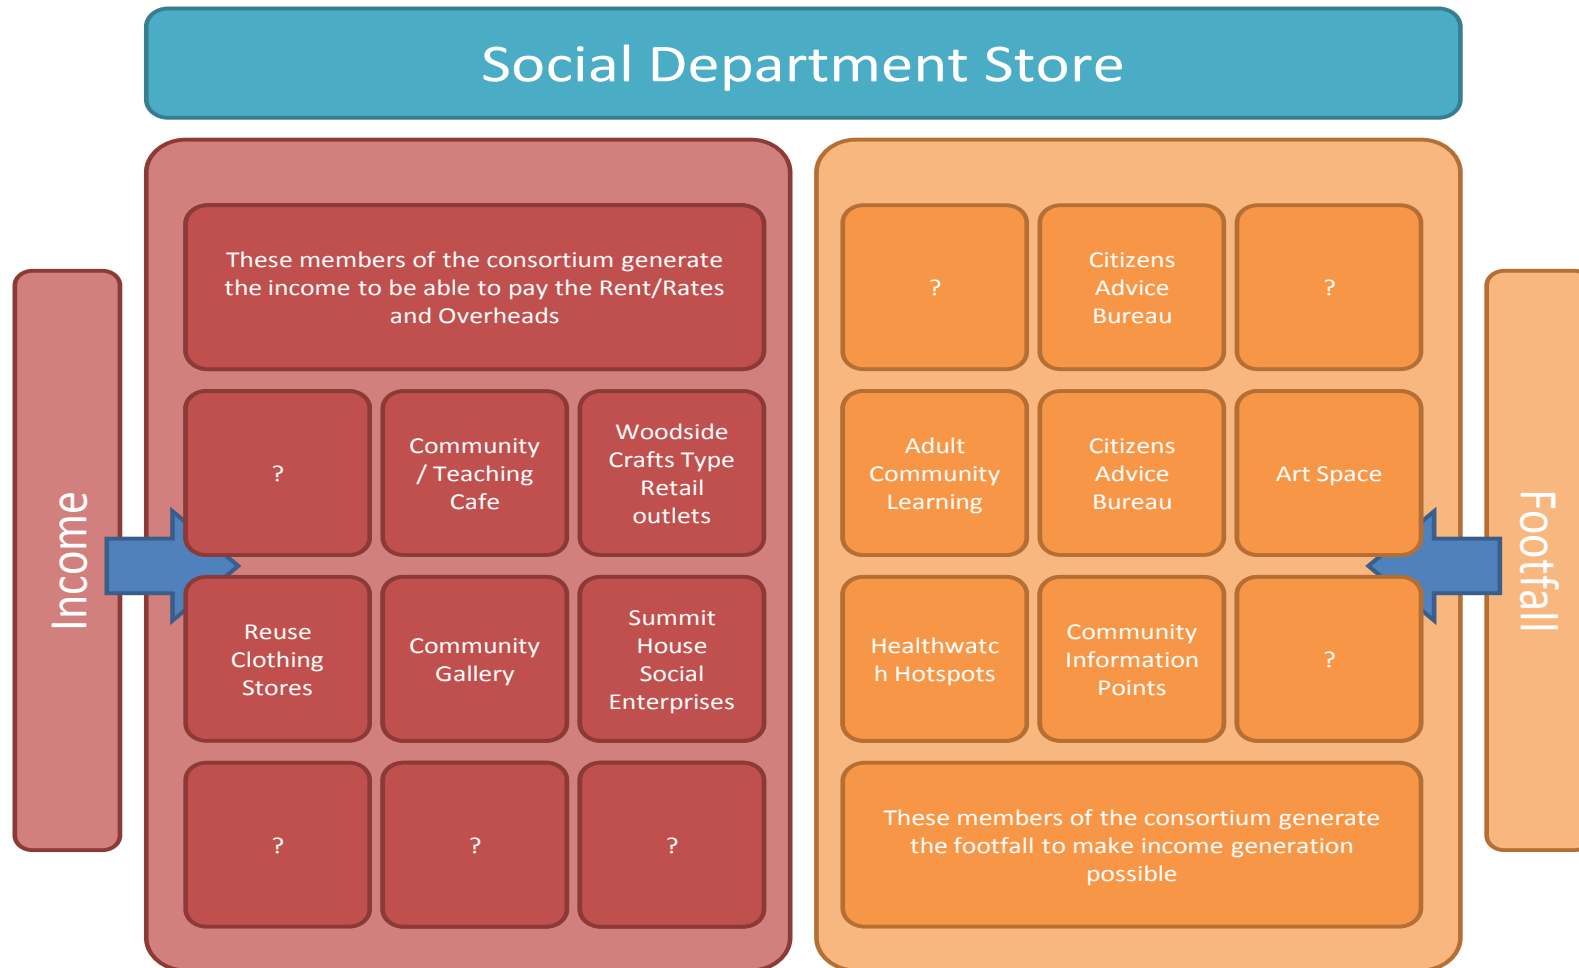 Social Department Store
Income
These members of the consortium generate
the income to be able to pay the Rent/Rates
and Overheads
?
Community
/ Teaching
Cafe
Woodside
Crafts Type
Retail
outlets
Reuse
Clothing
Stores
Community
Gallery
Summit
House
Social
Enterprises
?
?
?
?
Citizens
Advice
Bureau
?
Adult
Community
Learning
Citizens
Advice
Bureau
Art Space
Healthwatc
h Hotspots
Community
Information
Points
?
These members of the consortium generate
the footfall to make income generation
possible
Footfall